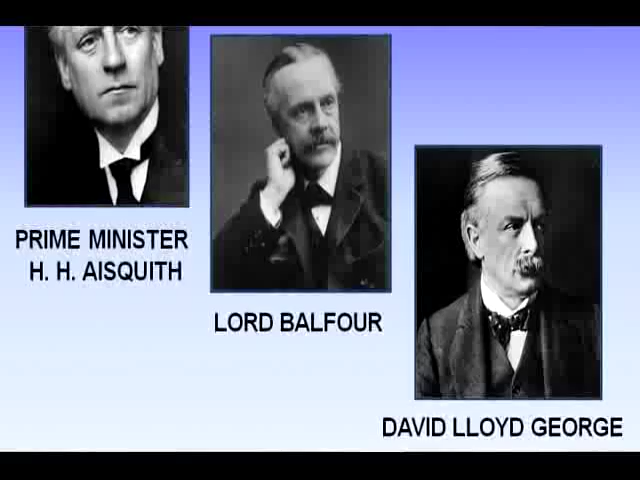 PRIME MINISTER
H. H. AISQUITH
LORD BALFOUR
DAVID LLOYD GEORGE